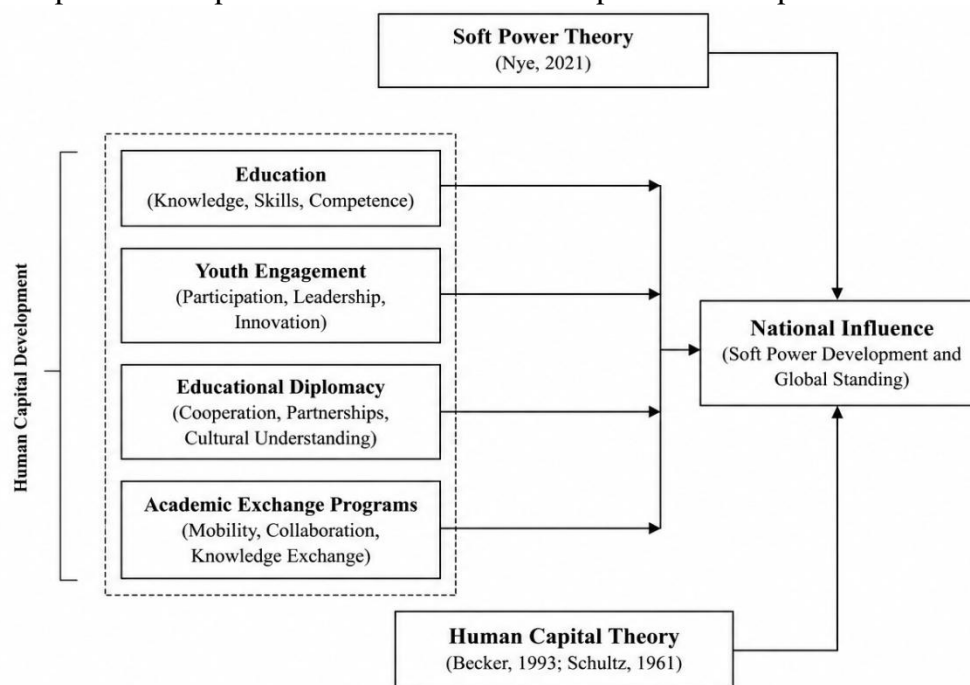 Soft Power Theory
(Nye, 2021)
Education
(Knowledge, Skills, Competence)
Youth Engagement
(Participation, Leadership,
Innovation)
Educational Diplomacy
(Cooperation, Partnerships,
Cultural Understanding)
Academic Exchange Programs
(Mobility, Collaboration,
Knowledge Exchange)
Human Capital Development
National Influence
(Soft Power Development and
Global Standing)
Human Capital Theory
(Becker, 1993; Schultz, 1961)